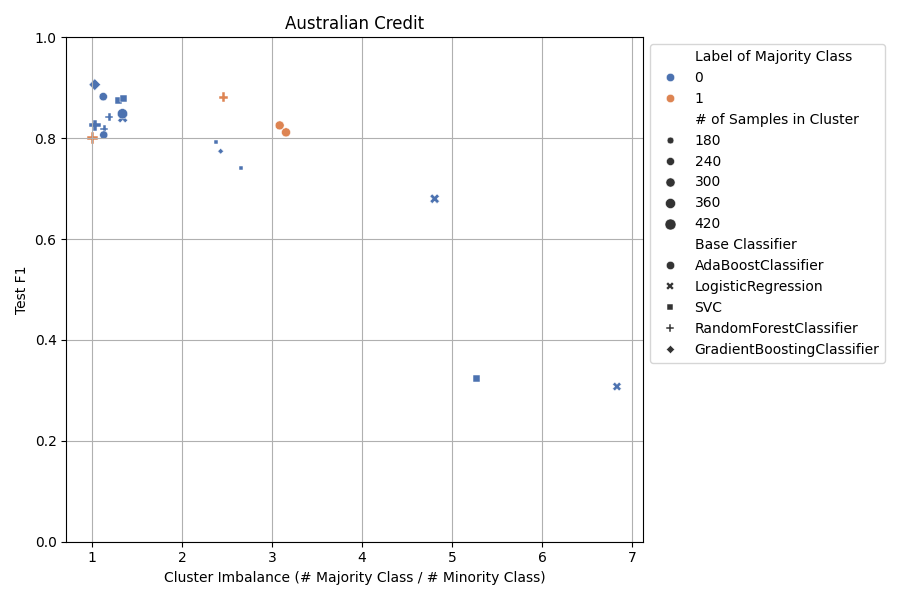 Australian Credit
Test F1
1.0
0.8
0.6
0.4
0.2
0.0
1 2 3 4 5 6 7
Cluster Imbalance (# Majority Class / # Minority Class)
Label of Majority Class
0
1
# of Samples in Cluster
180
240
300
360
420
Base Classifier
AdaBoostClassifier
LogisticRegression
SVC
RandomForestClassifier
GradientBoostingClassifier